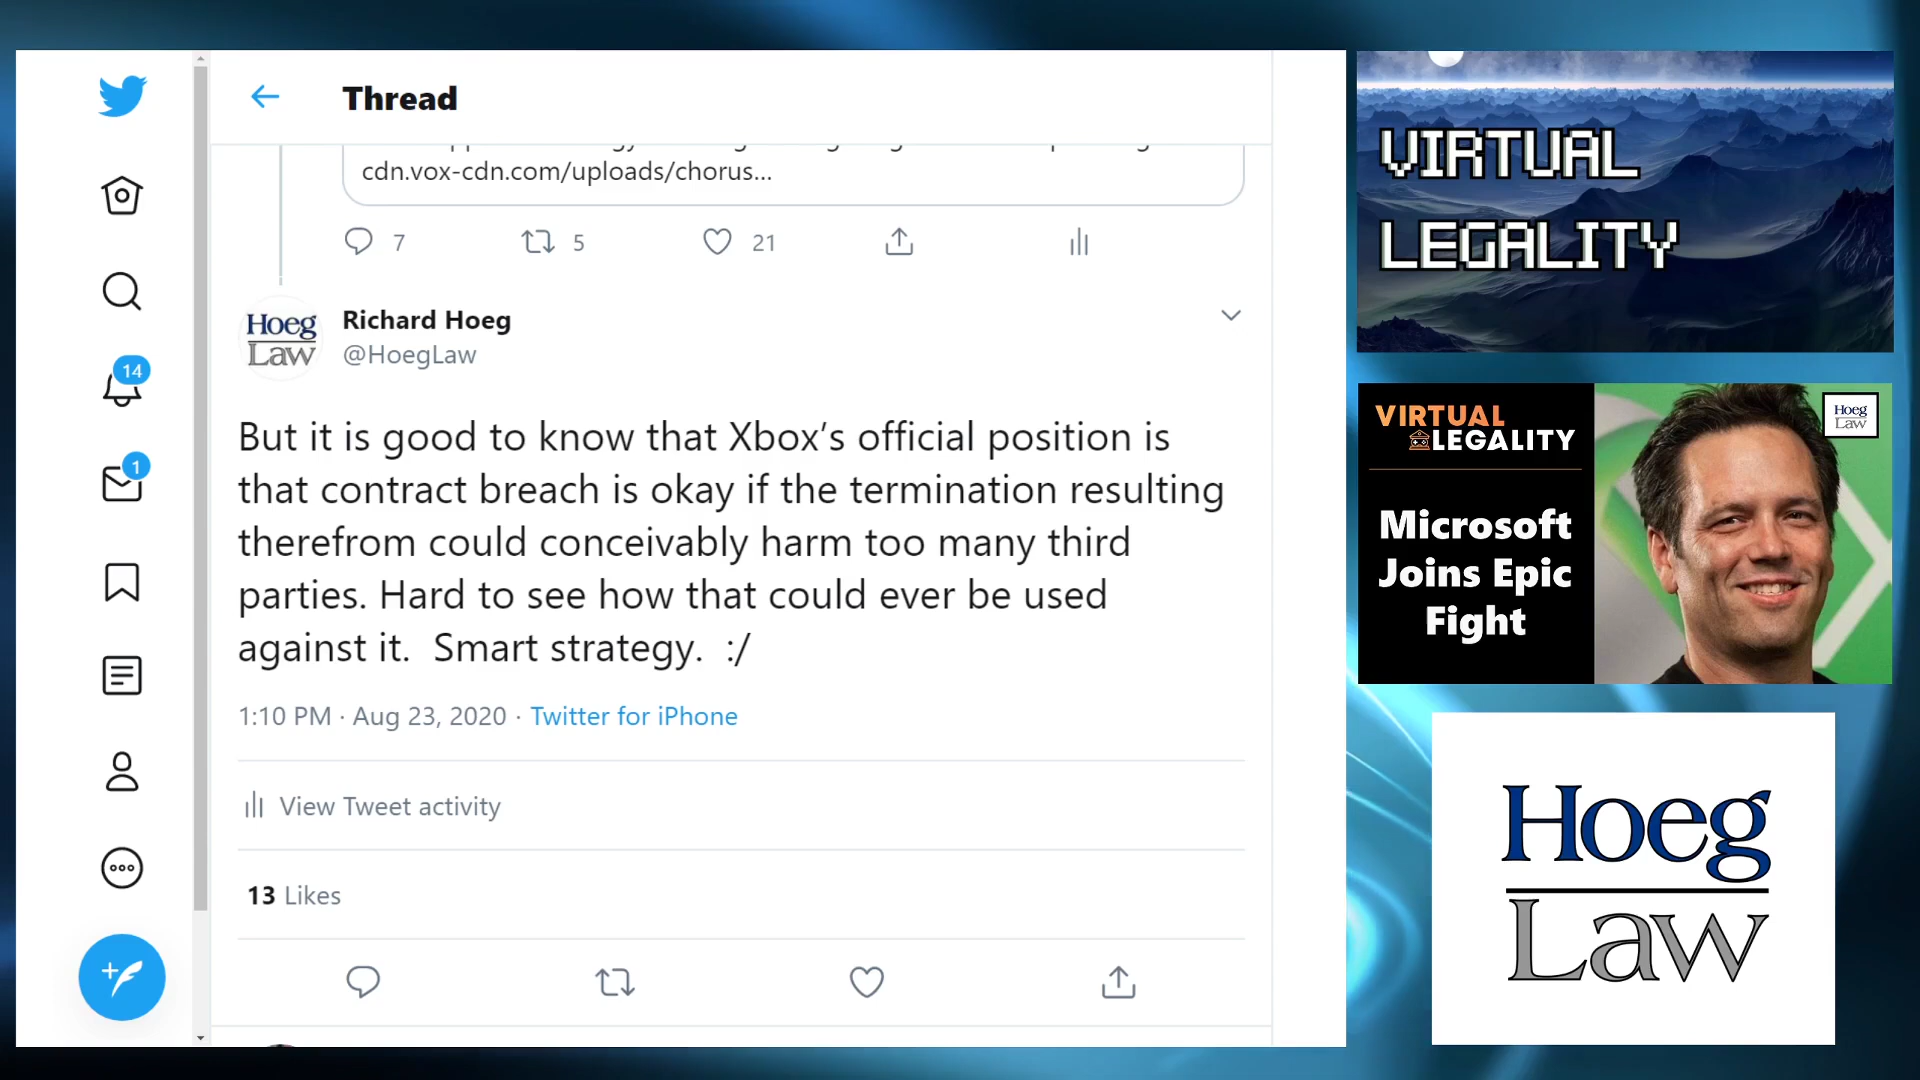 Thread
cdn.vox-cdn.com/uploads/chorus...
7
5
21
Hoeg
Law
Richard Hoeg
@HoegLaw
14
1
But it is good to know that Xbox’s official position is
that contract breach is okay if the termination resulting
therefrom could conceivably harm too many third
parties. Hard to see how that could ever be used
against it.  Smart strategy.  :/
1:10 PM · Aug 23, 2020 · Twitter for iPhone
View Tweet activity
13 Likes
VIRTUAL
LEGALITY
VIRTUAL
LEGALITY
Microsoft
Joins Epic
Fight
Hoeg
Law
Hoeg
Law